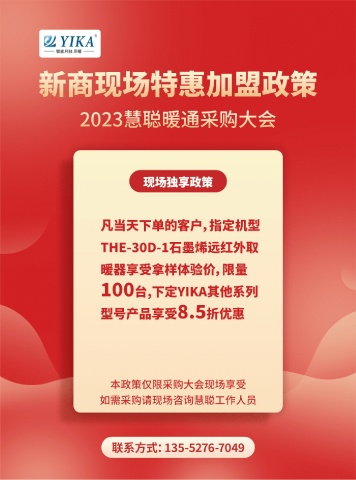 YIKA®
智能科技 乐暖
新商现场特惠加盟政策
2023慧聪暖通采购大会
现场独享政策
凡当天下单的客户，指定机型
THE-30D-1石墨烯远红外取
暖器享受拿样体验价，限量
100台，下定YIKA其他系列
型号产品享受8.5折优惠
本政策仅限采购大会现场享受
如需采购请现场咨询慧聪工作人员
联系方式：135-5276-7049